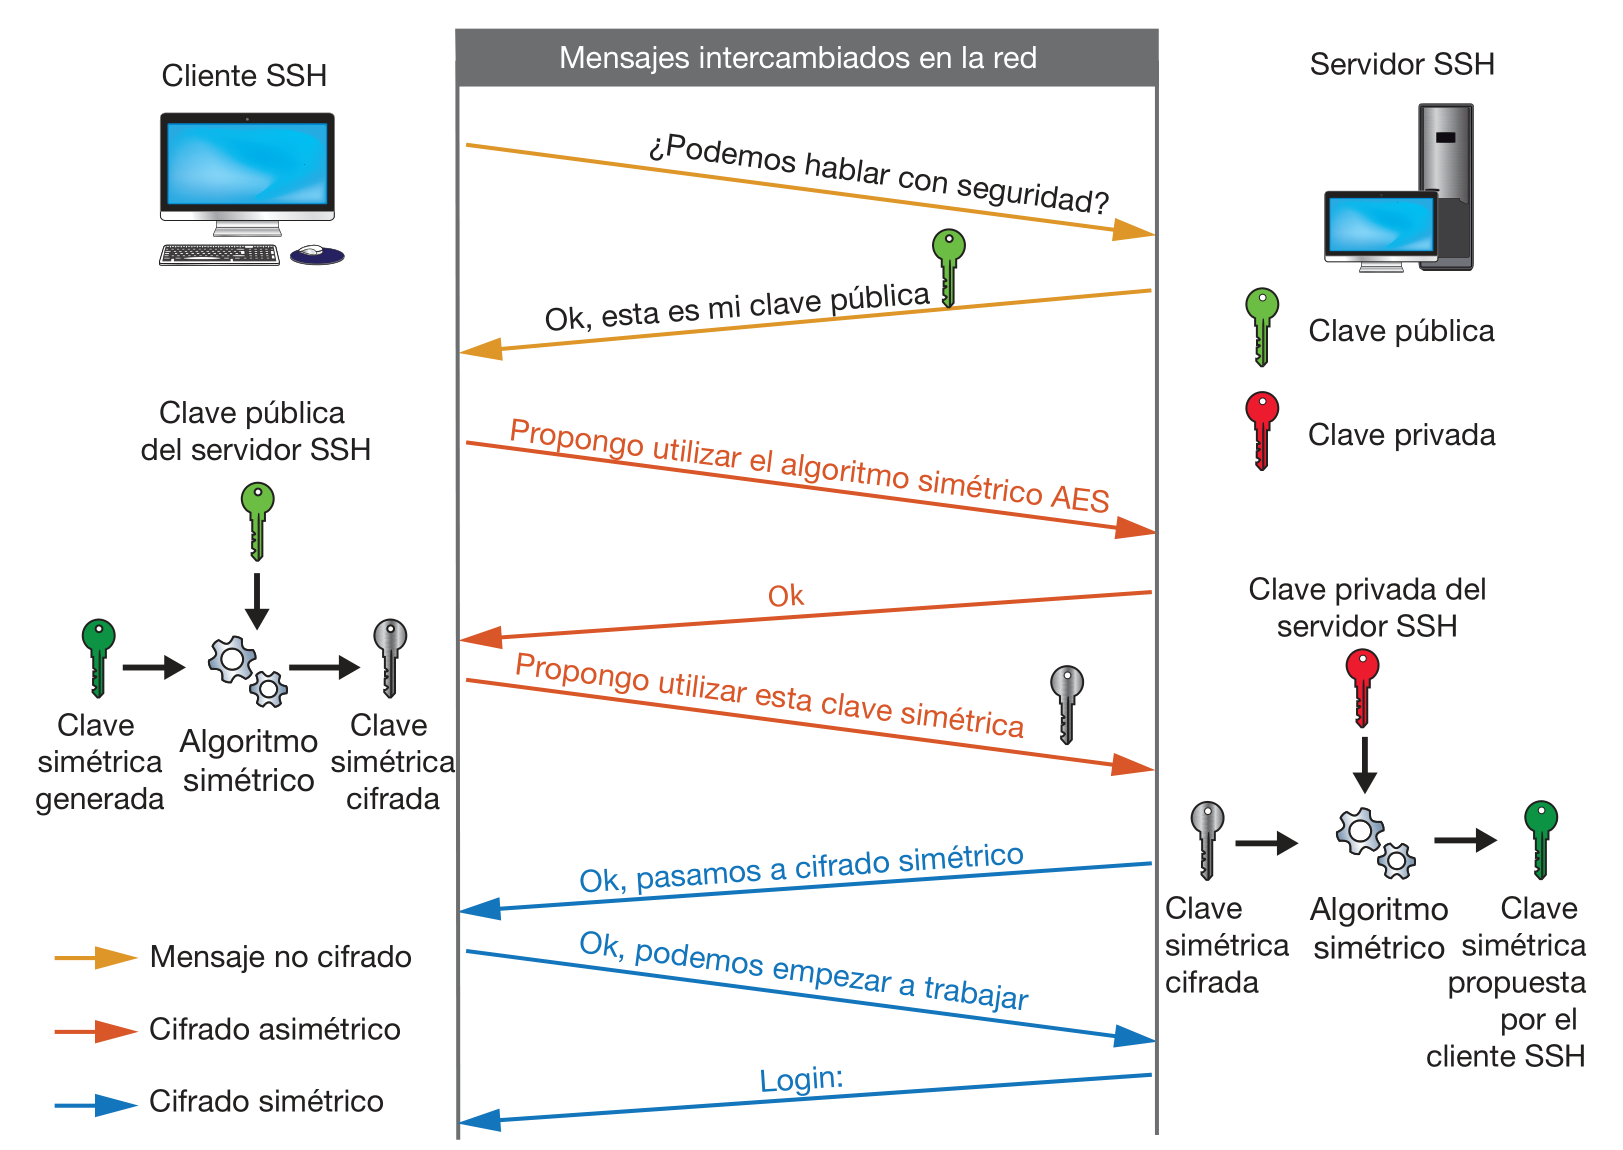 Mensajes intercambiados en la red
Cliente SSH
Servidor SSH
¿Podemos hablar con seguridad?
Ok, esta es mi clave pública
Clave pública
Clave privada
Clave pública
del servidor SSH
Propongo utilizar el algoritmo simétrico AES
Ok
Clave privada del
servidor SSH
Propongo utilizar esta clave simétrica
Clave
simétrica
generada
Algoritmo
simétrico
Clave
simétrica
cifrada
Ok, pasamos a cifrado simétrico
Clave
simétrica
cifrada
Algoritmo
simétrico
Clave
simétrica
propuesta
por el
cliente SSH
Ok, podemos empezar a trabajar
Login:
Mensaje no cifrado
Cifrado asimétrico
Cifrado simétrico